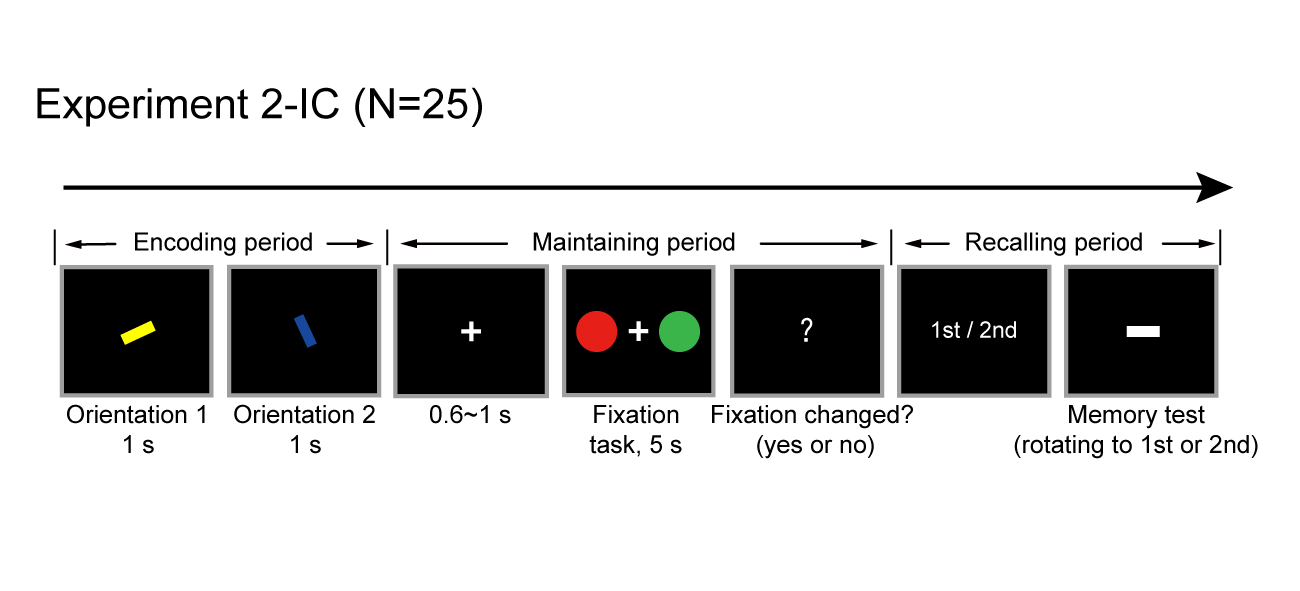 Experiment 2-IC (N=25)
Encoding period
Maintaining period
Recalling period
?
1st / 2nd
Orientation 1
1 s
Orientation 2
1 s
0.6~1 s
Fixation
task, 5 s
Fixation changed?
(yes or no)
Memory test
(rotating to 1st or 2nd)